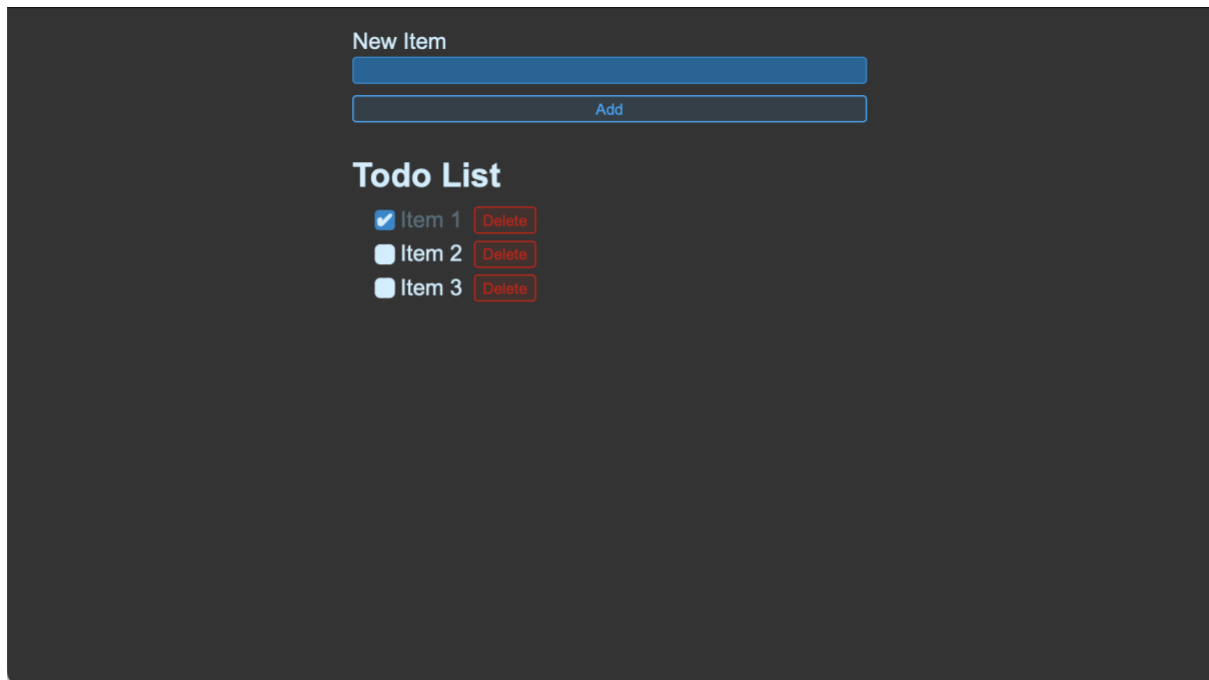 New Item
Add
Todo List
Item 1 Delete
Item 2 Delete
Item 3 Delete